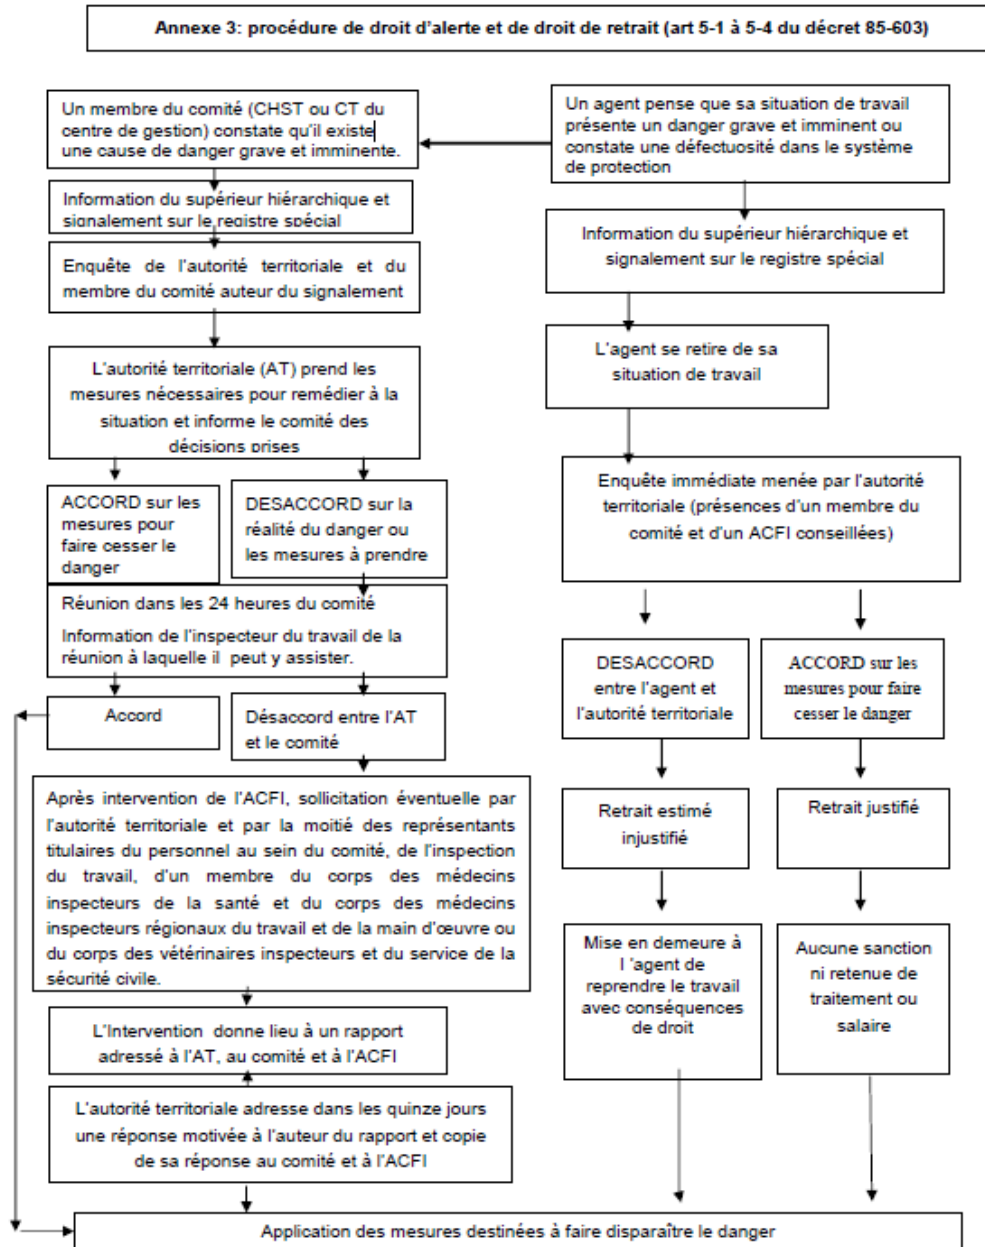 Annexe 3: procédure de droit d'alerte et de droit de retrait (art 5-1 à 5-4 du décret 85-603)
Un membre du comité (CHST ou CT du
centre de gestion) constate qu'il existe
une cause de danger grave et imminente.
Un agent pense que sa situation de travail
présente un danger grave et imminent ou
constate une défectuosité dans le système
de protection
Information du supérieur hiérarchique et
signalement sur le registre spécial
Information du supérieur hiérarchique et
signalement sur le registre spécial
Enquête de l'autorité territoriale et du
membre du comité auteur du signalement
L'agent se retire de sa
situation de travail
L'autorité territoriale (AT) prend les
mesures nécessaires pour remédier à la
situation et informe le comité des
décisions prises
Enquête immédiate menée par l'autorité
territoriale (présences d'un membre du
comité et d'un ACFI conseillées)
ACCORD sur les
mesures pour
faire cesser le
danger
DESACCORD sur la
réalité du danger ou
les mesures à prendre
Réunion dans les 24 heures du comité
Information de l'inspecteur du travail de la
réunion à laquelle il peut y assister.
DESACCORD
entre l'agent et
l'autorité territoriale
ACCORD sur les
mesures pour faire
cesser le danger
Accord
Désaccord entre l'AT
et le comité
Après intervention de l'ACFI, sollicitation éventuelle par
l'autorité territoriale et par la moitié des représentants
titulaires du personnel au sein du comité, de l'inspection
du travail, d'un membre du corps des médecins
inspecteurs de la santé et du corps des médecins
inspecteurs régionaux du travail et de la main d'œuvre ou
du corps des vétérinaires inspecteurs et du service de la
sécurité civile.
Retrait estimé
injustifié
Retrait justifié
Mise en demeure à
l 'agent de
reprendre le travail
avec conséquences
de droit
Aucune sanction
ni retenue de
traitement ou
salaire
L'Intervention donne lieu à un rapport
adressé à l'AT, au comité et à l'ACFI
L'autorité territoriale adresse dans les quinze jours
une réponse motivée à l'auteur du rapport et copie
de sa réponse au comité et à l'ACFI
Application des mesures destinées à faire disparaître le danger